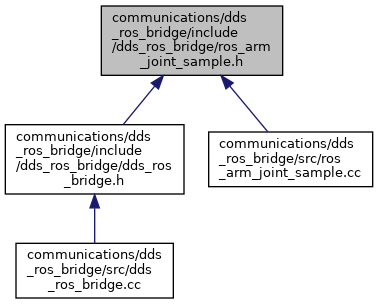 communications/dds
_ros_bridge/include
/dds_ros_bridge/ros_arm
_joint_sample.h
communications/dds
_ros_bridge/include
/dds_ros_bridge/dds_ros
_bridge.h
communications/dds
_ros_bridge/src/ros
_arm_joint_sample.cc
communications/dds
_ros_bridge/src/dds
_ros_bridge.cc